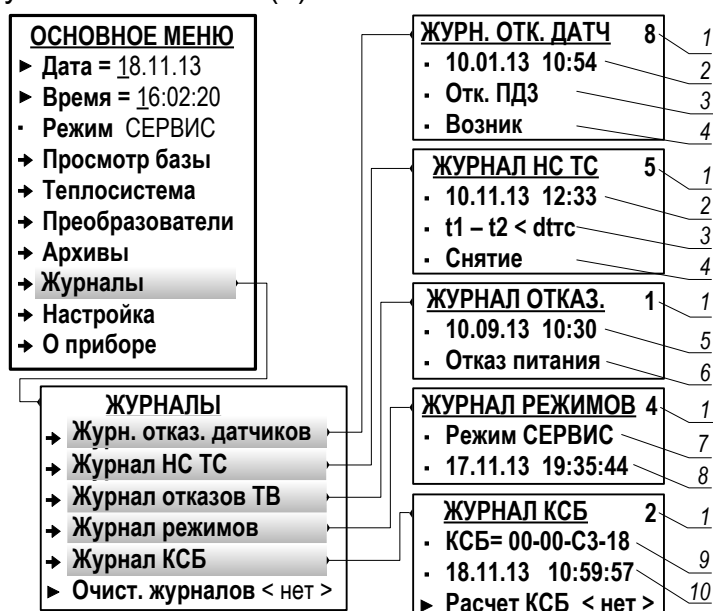 ОСНОВНОЕ МЕНЮ
► Дата = 18.11.13
► Время = 16:02:20
· Режим СЕРВИС
→ Просмотр базы
→ Теплосистема
→ Преобразователи
→ Архивы
→ Журналы
→ Настройка
→ О приборе
ЖУРНАЛЫ
→ Журн. отказ. датчиков
→ Журнал НС ТС
→ Журнал отказов ТВ
→ Журнал режимов
→ Журнал КСБ
► Очист. журналов < нет >
ЖУРН. ОТК. ДАТЧ 8 1
· 10.01.13 10:54 2
· Отк. ПД3 3
· Возник 4
ЖУРНАЛ НС ТС 5 1
· 10.11.13 12:33 2
· t1 – t2 < dtтс 3
· Снятие 4
ЖУРНАЛ ОТКАЗ. 1 1
· 10.09.13 10:30 5
· Отказ питания 6
ЖУРНАЛ РЕЖИМОВ 4 1
· Режим СЕРВИС 7
· 17.11.13 19:35:44 8
ЖУРНАЛ КСБ 2 1
· КСБ= 00-00-С3-18 9
· 18.11.13 10:59:57 10
► Расчет КСБ < нет >